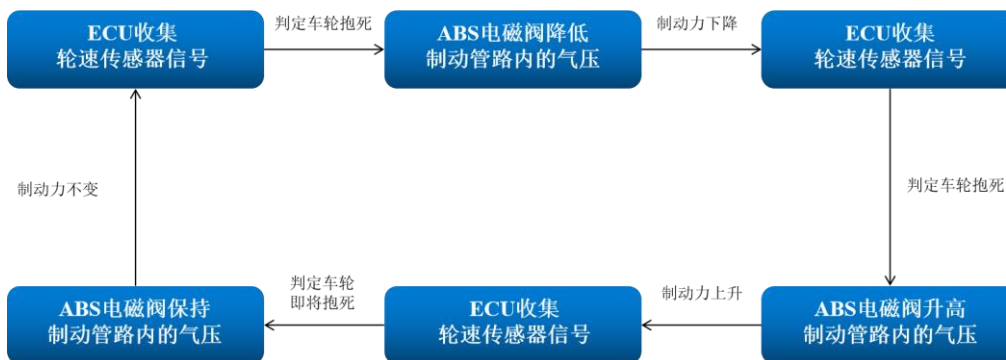 ECU收集
轮速传感器信号
判定车轮抱死
ABS电磁阀降低
制动管路内的气压
制动力下降
ECU收集
轮速传感器信号
制动力不变
判定车轮抱死
ABS电磁阀保持
制动管路内的气压
判定车轮
即将抱死
ECU收集
轮速传感器信号
制动力上升
ABS电磁阀升高
制动管路内的气压